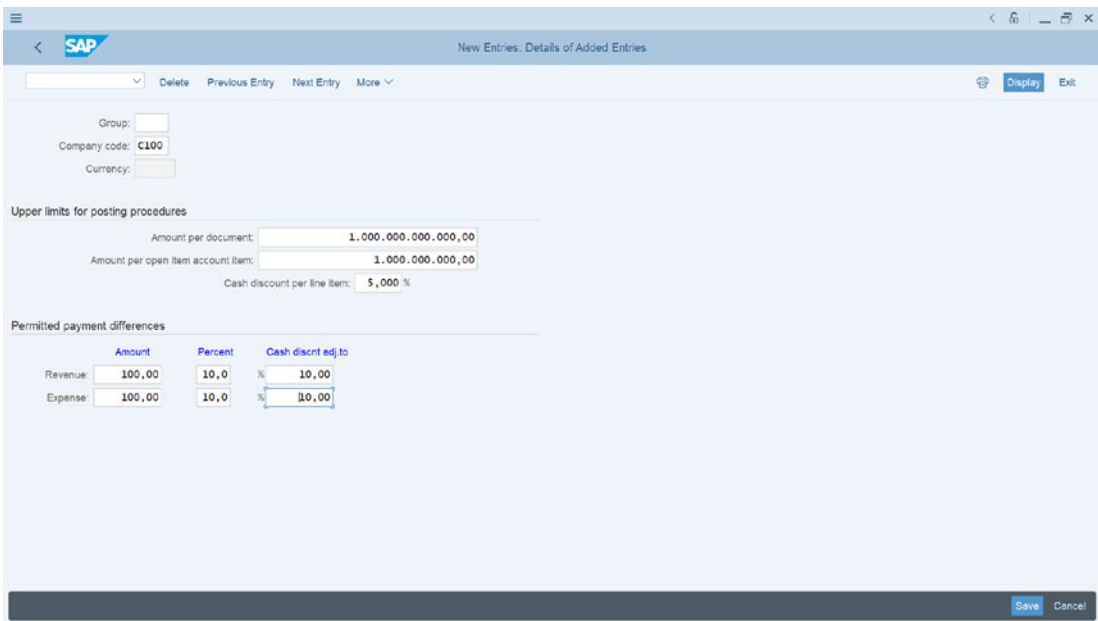 SAP
New Entries: Details of Added Entries
Delete Previous Entry Next Entry More Display Exit
Group:
Company code: C100
Currency:
Upper limits for posting procedures
Amount per document: 1.000.000.000.000,00
Amount per open item account item: 1.000.000.000,00
Cash discount per line item: 5,000 %
Permitted payment differences
Amount Percent Cash discnt adj.to
Revenue: 100,00 10,0 % 10,00
Expense: 100,00 10,0 % 10,00
Save Cancel